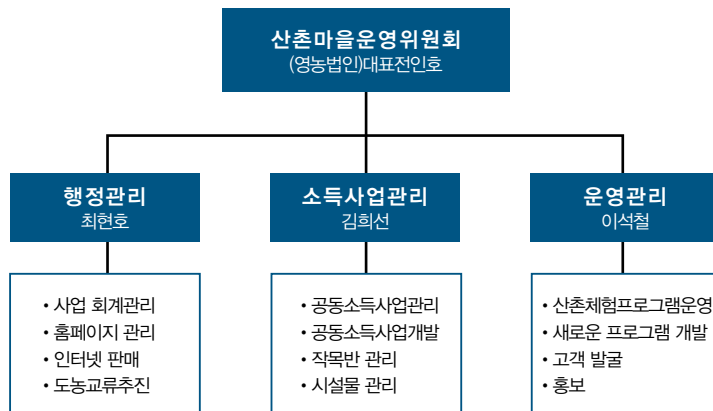 산촌마을운영위원회
(영농법인)대표전인호
행정관리
최현호
소득사업관리
김희선
운영관리
이석철
• 사업 회계관리
• 홈페이지 관리
• 인터넷 판매
• 도농교류추진
• 공동소득사업관리
• 공동소득사업개발
• 작목반 관리
• 시설물 관리
• 산촌체험프로그램운영
• 새로운 프로그램 개발
• 고객 발굴
• 홍보